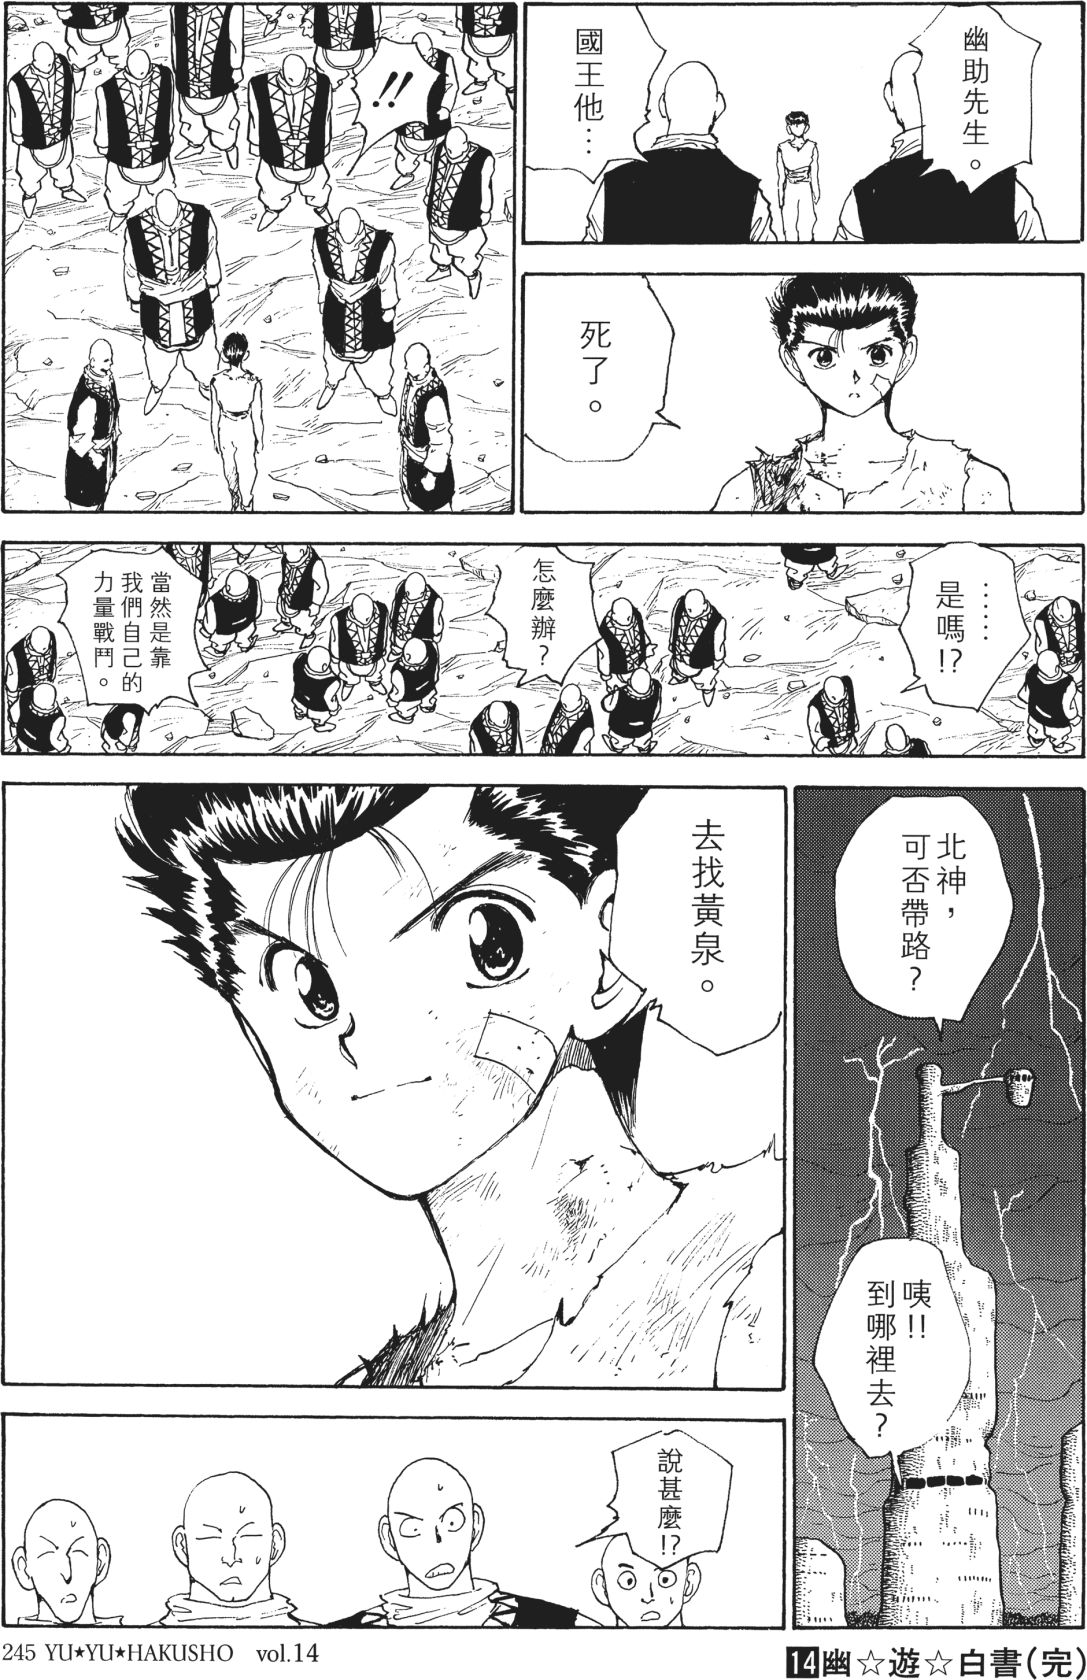 幽助先生。
國王他…
!!
死了。
……
是嗎!?
怎麼辦?
當然是靠
我們自己的
力量戰鬥。
北神，
可否帶路?
咦!!
到哪裡去?
去找黃泉。
說甚麼!?
245 YU★YU★HAKUSHO vol.14
14幽☆遊☆白書(完)